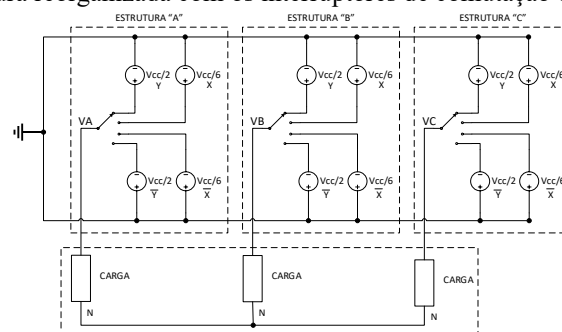 ESTRUTURA "A"
ESTRUTURA "B"
ESTRUTURA "C"
Vcc/2
Y
Vcc/6
X
Vcc/2
Y
Vcc/6
X
Vcc/2
Y
Vcc/6
X
VA
VB
VC
Vcc/2
Y
Vcc/6
X
Vcc/2
Y
Vcc/6
X
Vcc/2
Y
Vcc/6
X
CARGA
CARGA
CARGA
N
N
N